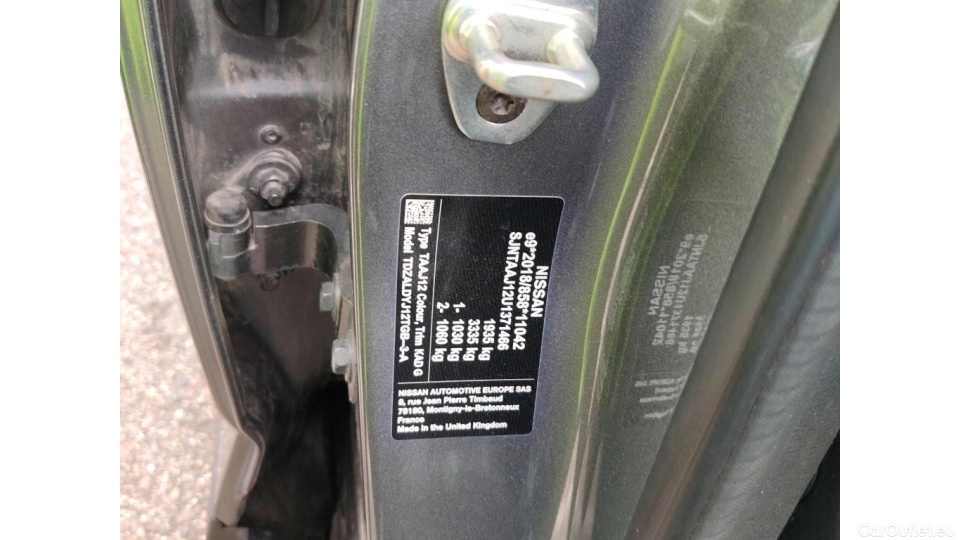 NISSAN
e9*2018/858*11042
SJNTAAJ12U1371466
1935 kg
3335 kg
1- 1030 kg
2- 1060 kg
Type TAAJ12 Colour, Trim KAD G
Model TDZALDYJ12TGB-3-A
NISSAN AUTOMOTIVE EUROPE SAS
8, rue Jean Pierre Timbaud
78180, Montigny-le-Bretonneux
France
Made in the United Kingdom
CarOutlet.eu